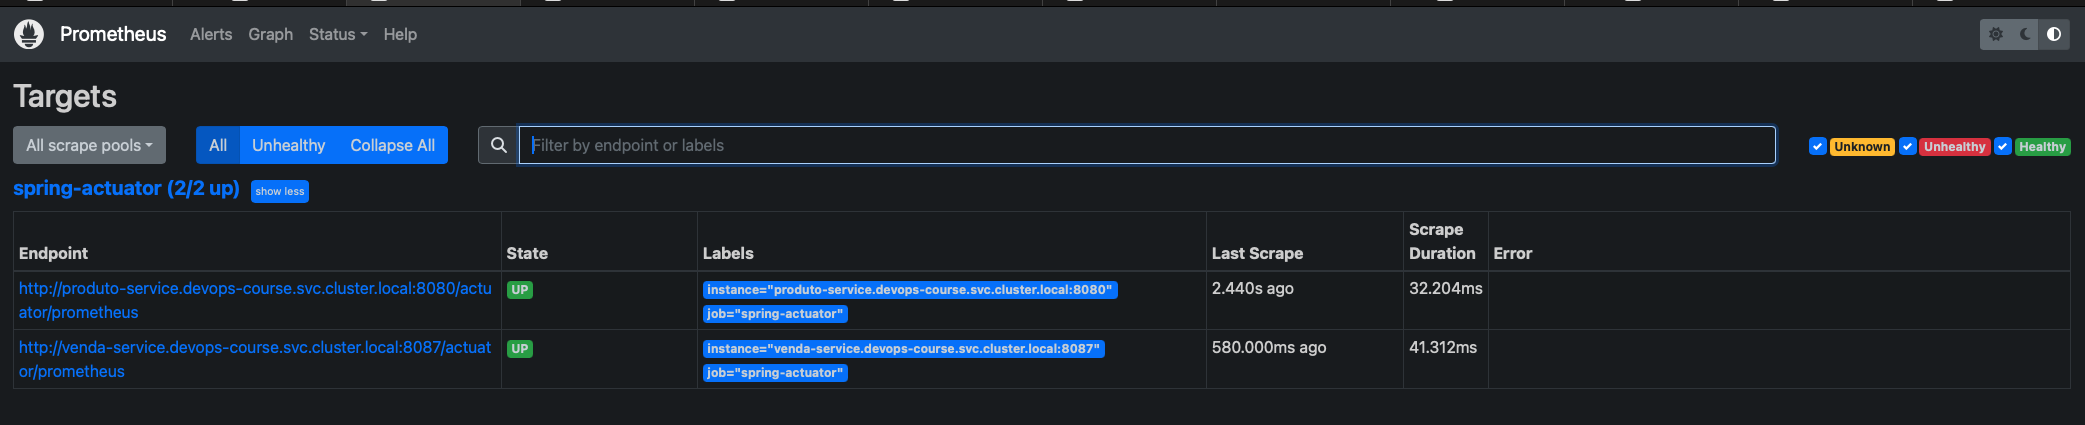 Prometheus Alerts Graph Status Help
Targets
All scrape pools All Unhealthy Collapse All Filter by endpoint or labels Unknown Unhealthy Healthy
spring-actuator (2/2 up) show less
Endpoint State Labels Last Scrape Scrape Duration Error
http://produto-service.devops-course.svc.cluster.local:8080/actu UP instance="produto-service.devops-course.svc.cluster.local:8080" 2.440s ago 32.204ms
ator/prometheus job="spring-actuator"
http://venda-service.devops-course.svc.cluster.local:8087/actuat UP instance="venda-service.devops-course.svc.cluster.local:8087" 580.000ms ago 41.312ms
or/prometheus job="spring-actuator"